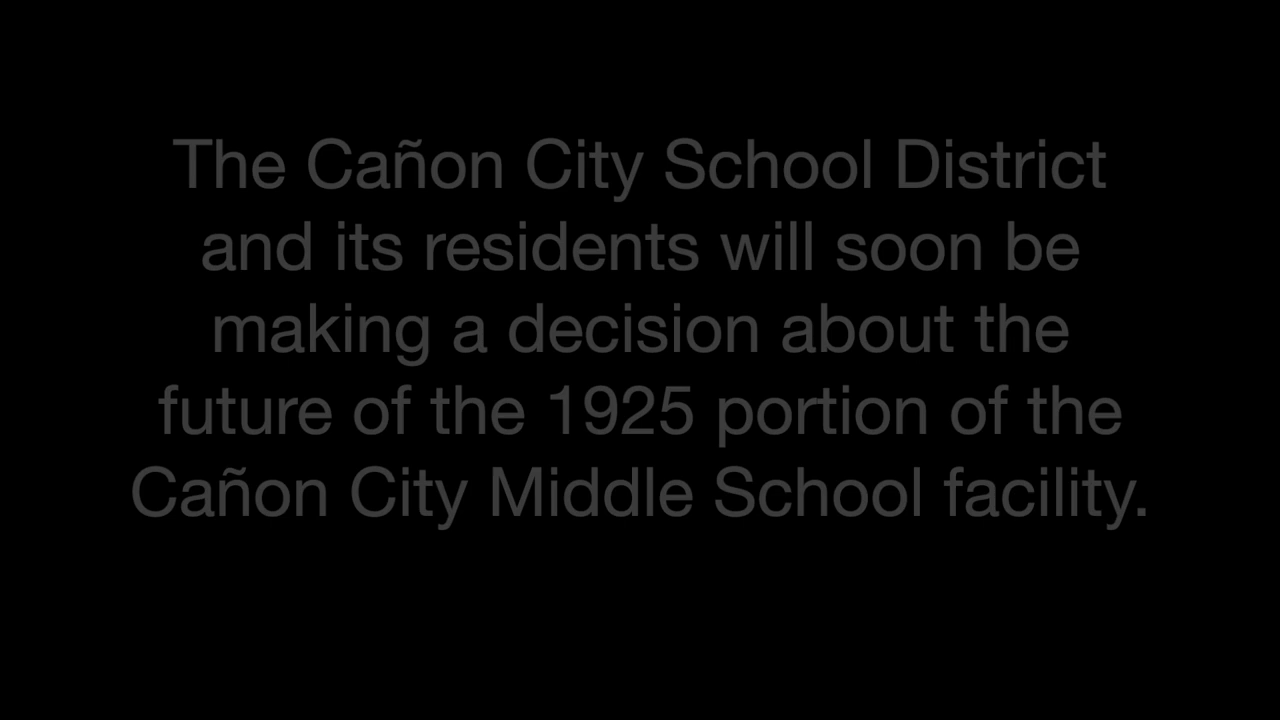 The Cañon City School District
and its residents will soon be
making a decision about the
future of the 1925 portion of the
Cañon City Middle School facility.